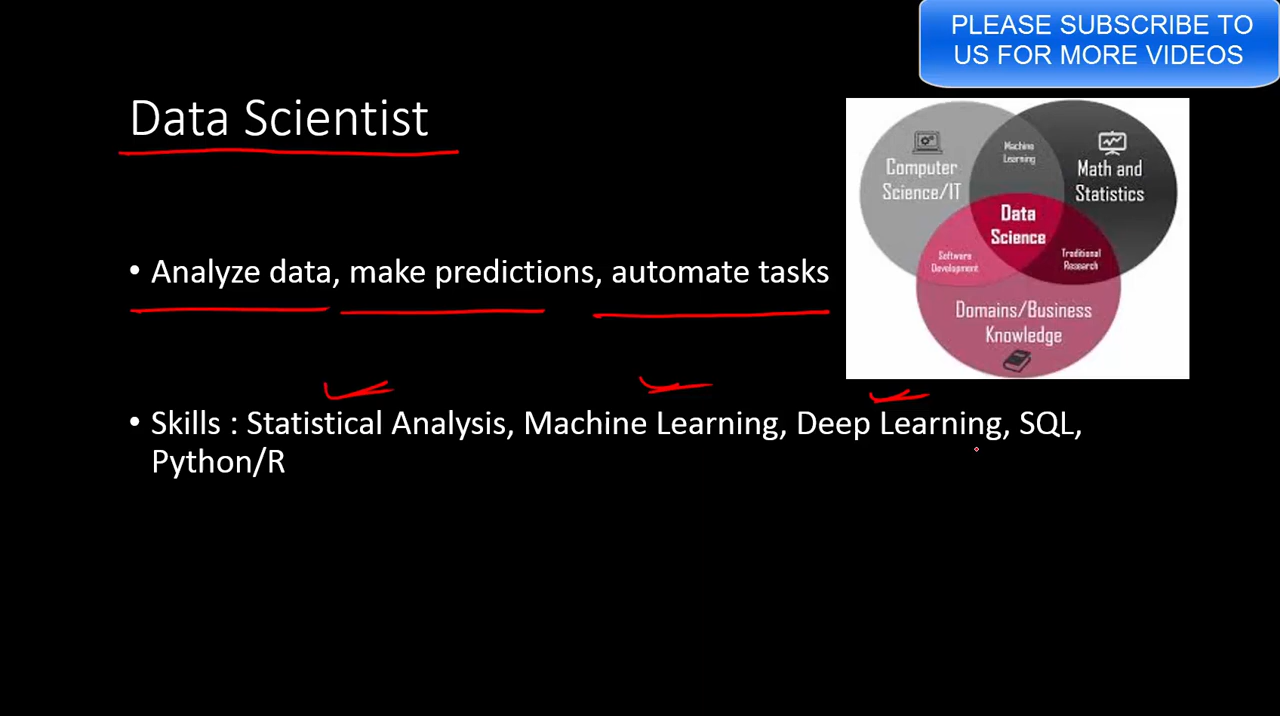 PLEASE SUBSCRIBE TO
US FOR MORE VIDEOS
Data Scientist
Computer
Science/IT
Machine
Learning
Math and
Statistics
Data
Science
Software
Development
Traditional
Research
Domains/Business
Knowledge
• Analyze data, make predictions, automate tasks
• Skills : Statistical Analysis, Machine Learning, Deep Learning, SQL,
Python/R